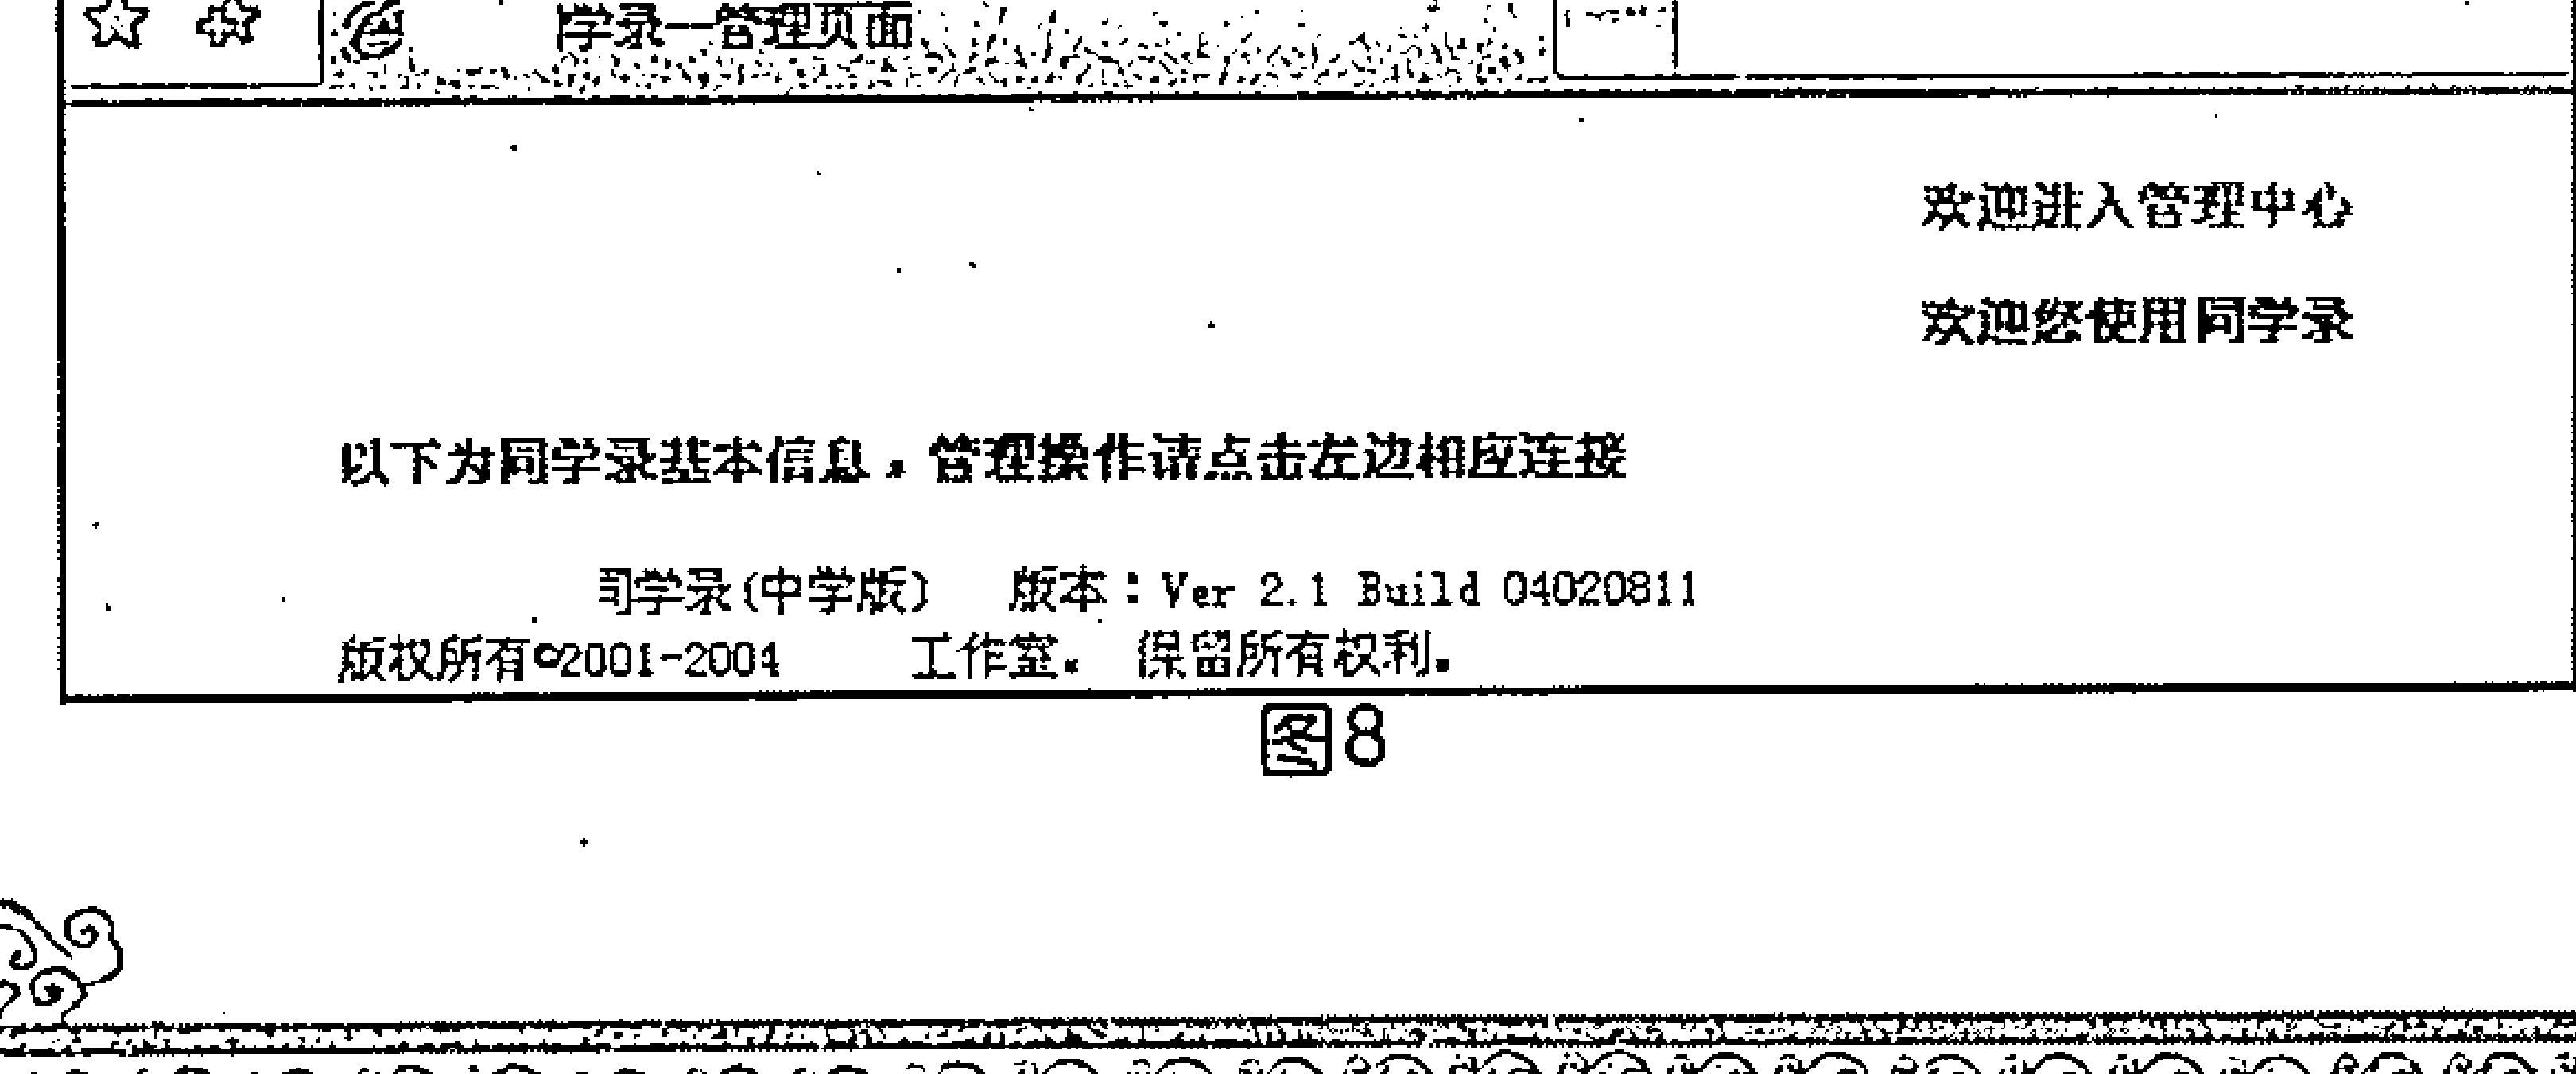 学录--管理页面
欢迎进入管理中心
欢迎您使用同学录
以下为同学录基本信息，管理操作请点击左边相应连接
同学录(中学版) 版本：Ver 2.1 Build 04020811
版权所有©2001-2004 工作室。 保留所有权利。
图8